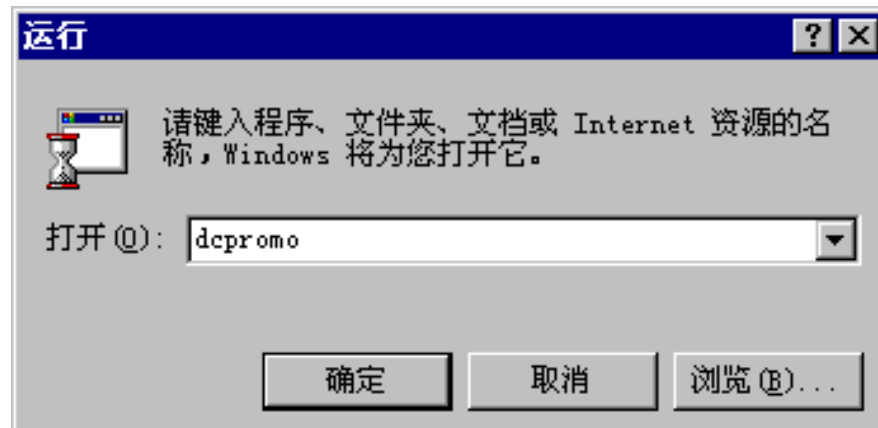 运行
请键入程序、文件夹、文档或 Internet 资源的名
称,Windows 将为您打开它。
打开(O): dcpromo
确定 取消 浏览(B)...